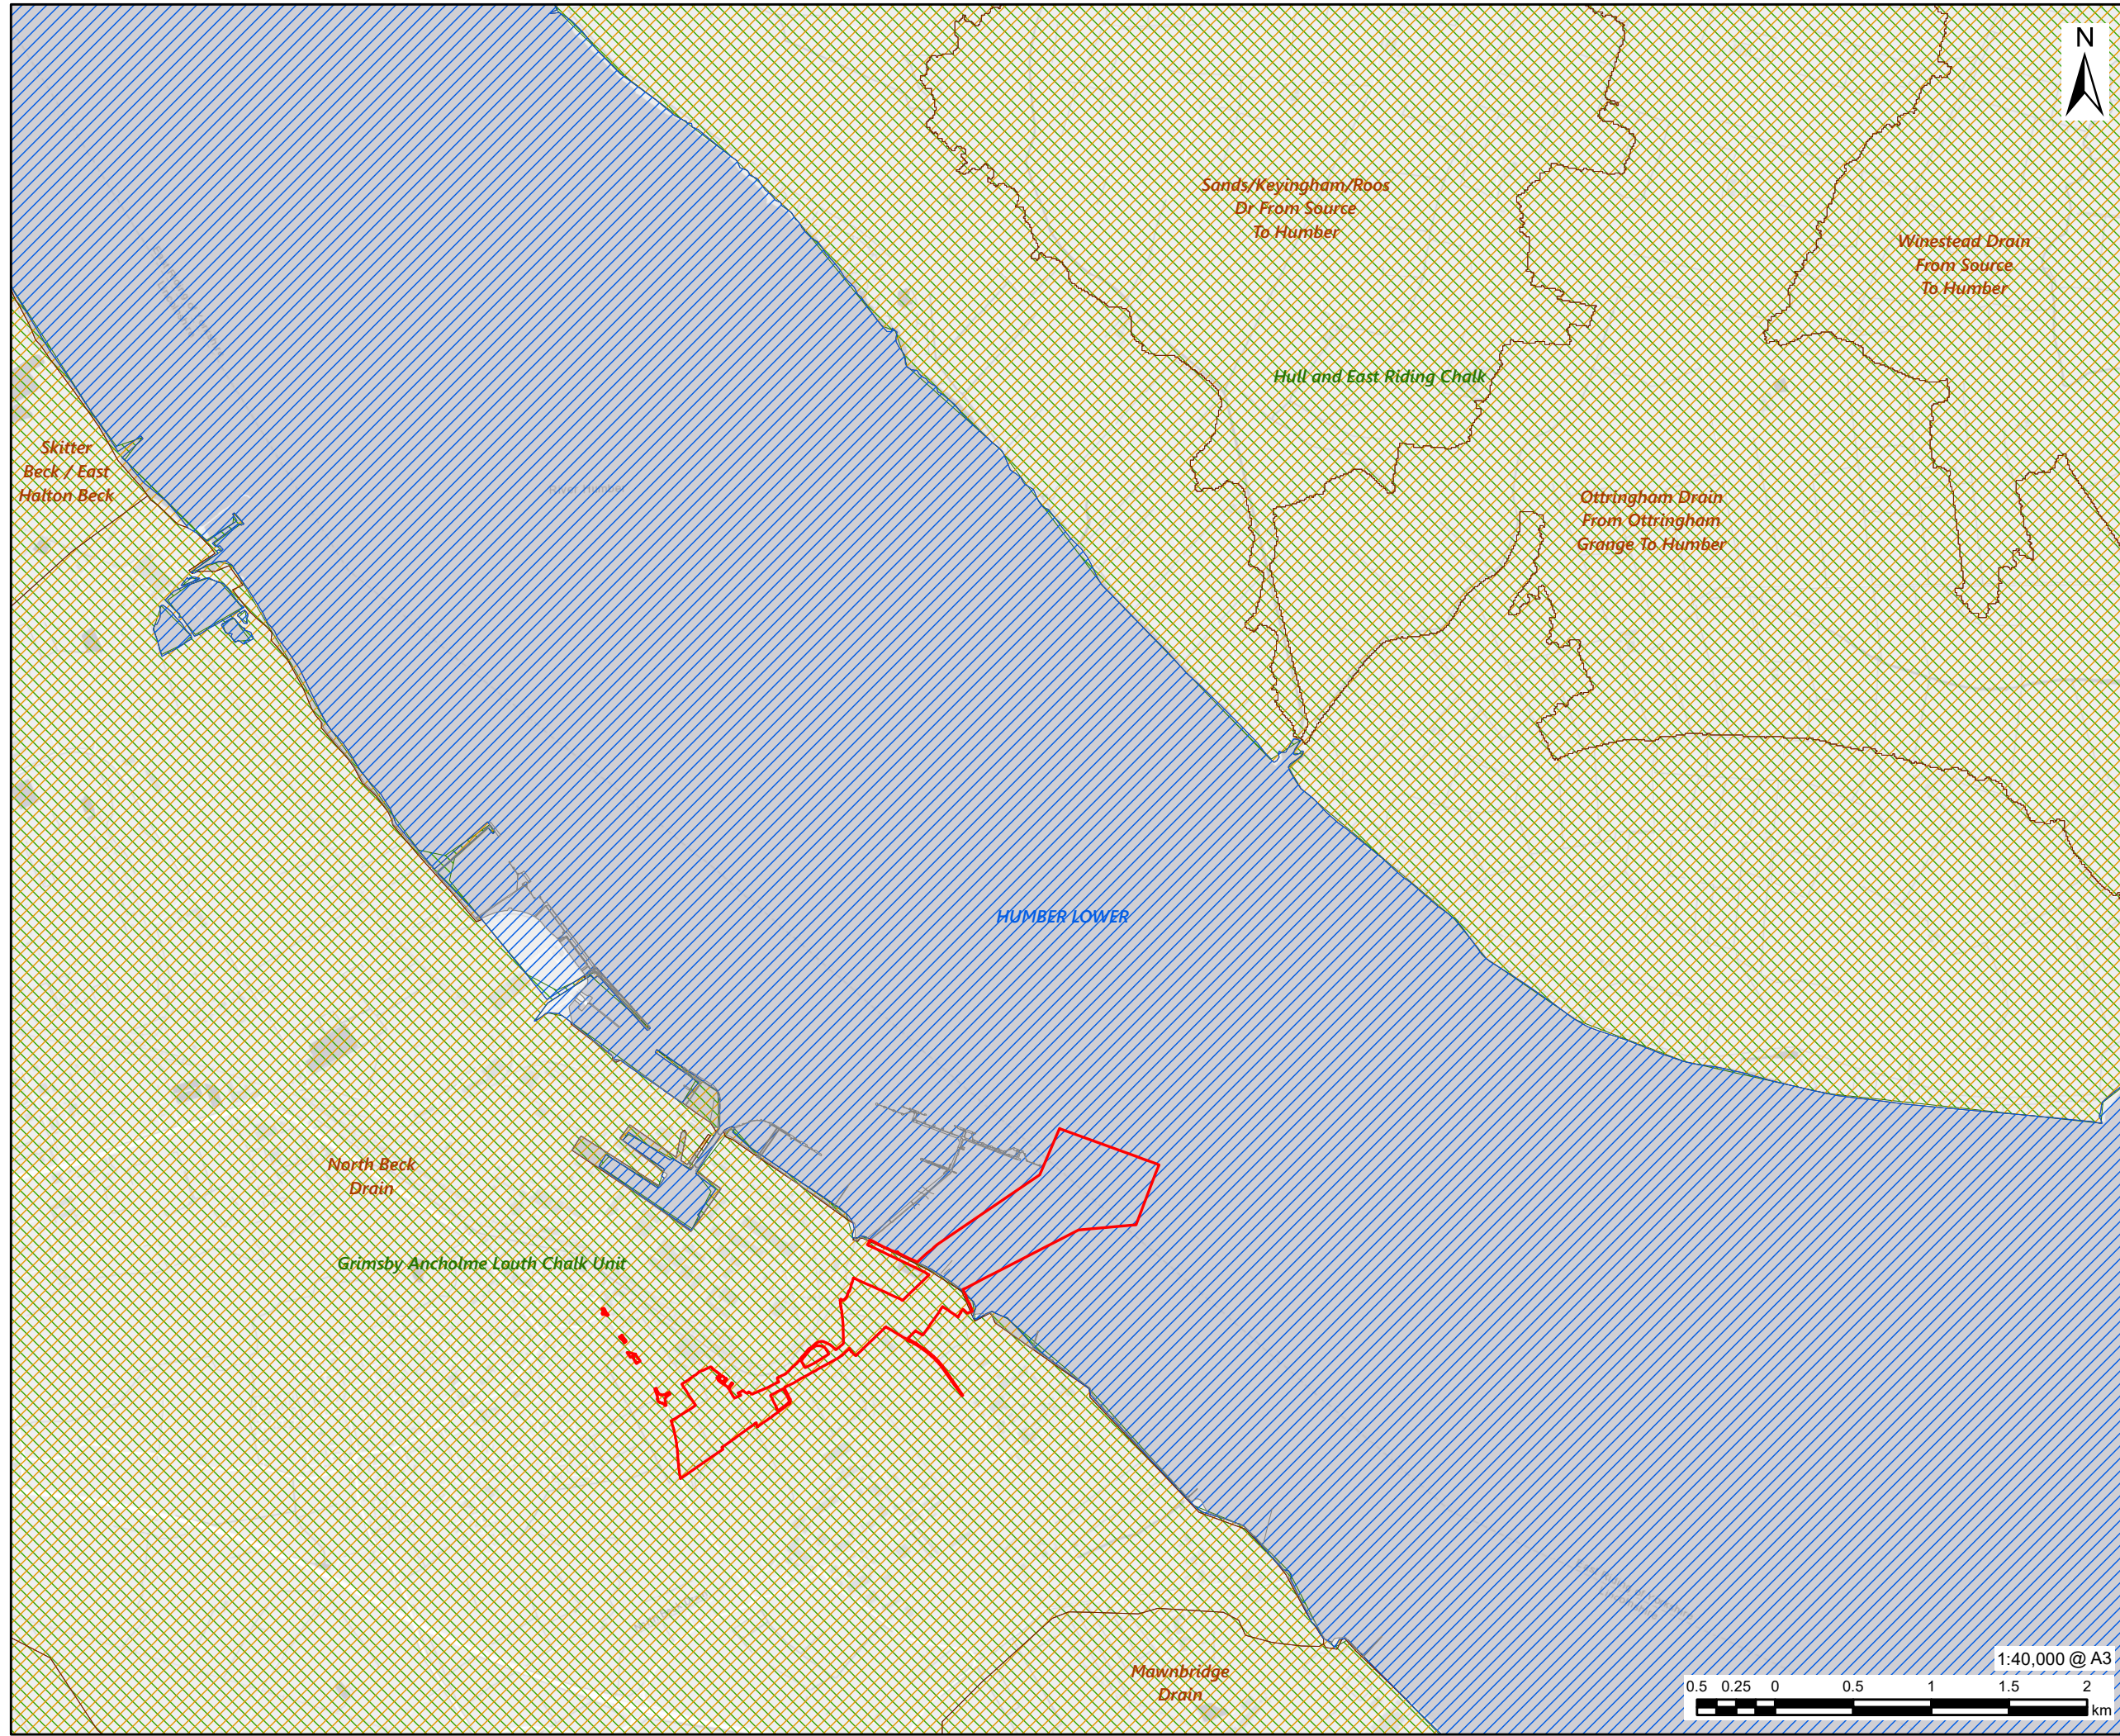 N
Sands/Keyingham/Roos
Dr From Source
To Humber
Winestead Drain
From Source
To Humber
Hull and East Riding Chalk
Skitter
Beck / East
Halton Beck
River Humber
Ottringham Drain
From Ottringham
Grange To Humber
HUMBER LOWER
North Beck
Drain
Grimsby Ancholme Louth Chalk Unit
Mawnbridge
Drain
1:40,000 @ A3
0.5 0.25 0 0.5 1 1.5 2
km